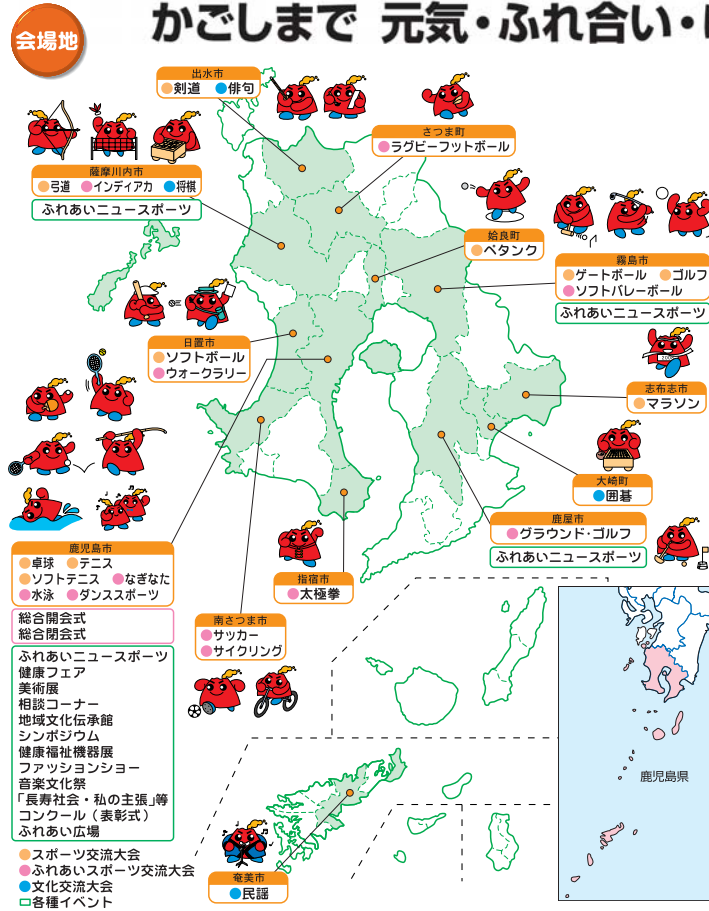 会場地
かごしまで 元気・ふれ合い・
出水市
剣道 俳句
さつま町
ラグビーフットボール
薩摩川内市
弓道 インディアカ 将棋
ふれあいニュースポーツ
姶良町
ペタンク
霧島市
ゲートボール ゴルフ
ソフトバレーボール
ふれあいニュースポーツ
日置市
ソフトボール
ウォークラリー
志布志市
マラソン
大崎町
囲碁
鹿屋市
グラウンド・ゴルフ
ふれあいニュースポーツ
鹿児島市
卓球 テニス
ソフトテニス なぎなた
水泳 ダンススポーツ
総合開会式
総合閉会式
ふれあいニュースポーツ
健康フェア
美術展
相談コーナー
地域文化伝承館
シンポジウム
健康福祉機器展
ファッションショー
音楽文化祭
「長寿社会・私の主張」等
コンクール(表彰式)
ふれあい広場
指宿市
太極拳
南さつま市
サッカー
サイクリング
鹿児島県
奄美市
民謡
スポーツ交流大会
ふれあいスポーツ交流大会
文化交流大会
各種イベント